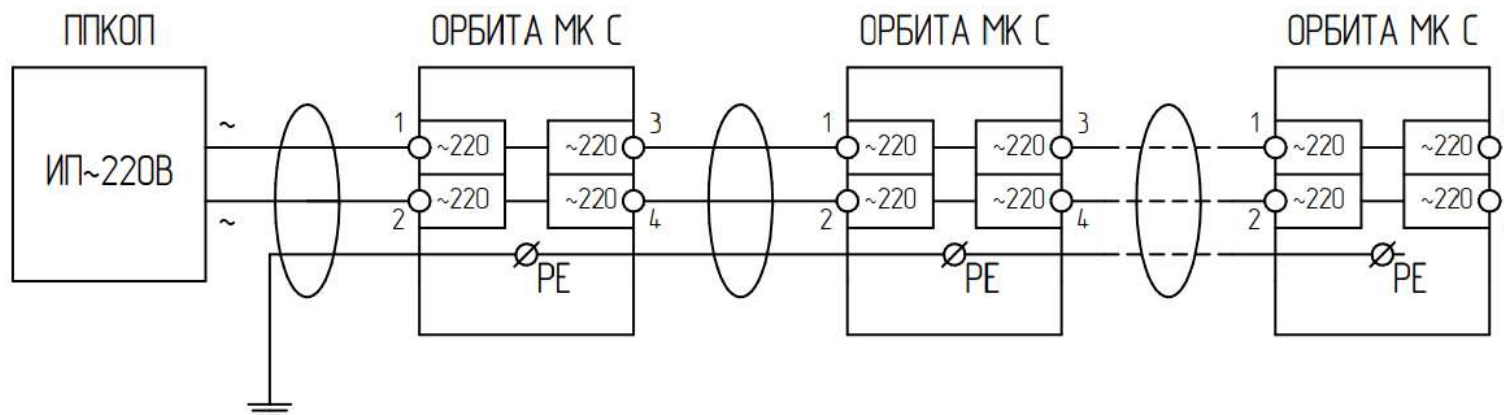 ППКОП ОРБИТА МК С ОРБИТА МК С ОРБИТА МК С
~ 1 3 1 3 1
~220 ~220 ~220 ~220 ~220 ~220
ИП~220В
~220 ~220 ~220 ~220 ~220 ~220
~ 2 4 2 4 2
PE PE PE